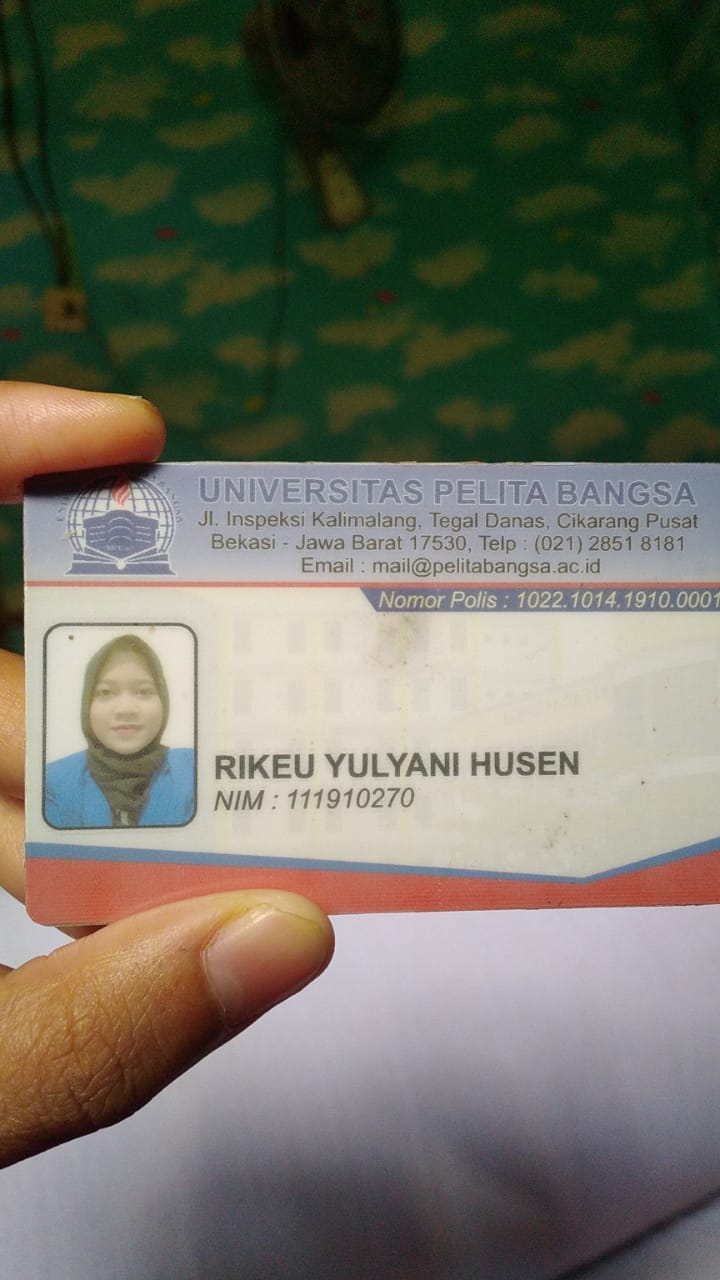 UNIVERSITAS PELITA BANGSA
Jl. Inspeksi Kalimalang, Tegal Danas, Cikarang Pusat
Bekasi - Jawa Barat 17530, Telp : (021) 2851 8181
Email : mail@pelitabangsa.ac.id
Nomor Polis : 1022.1014.1910.0001
RIKEU YULYANI HUSEN
NIM : 111910270